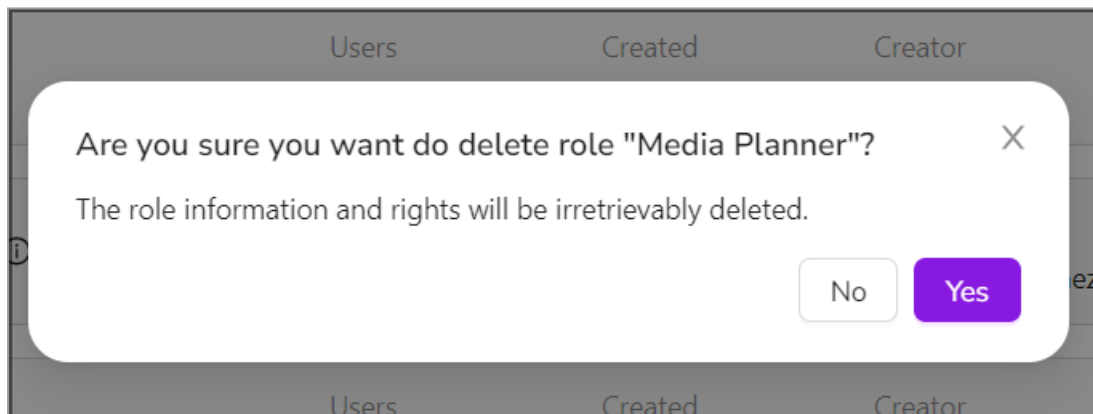 Users Created Creator
Are you sure you want do delete role "Media Planner"?
The role information and rights will be irretrievably deleted.
No Yes
Users Created Creator